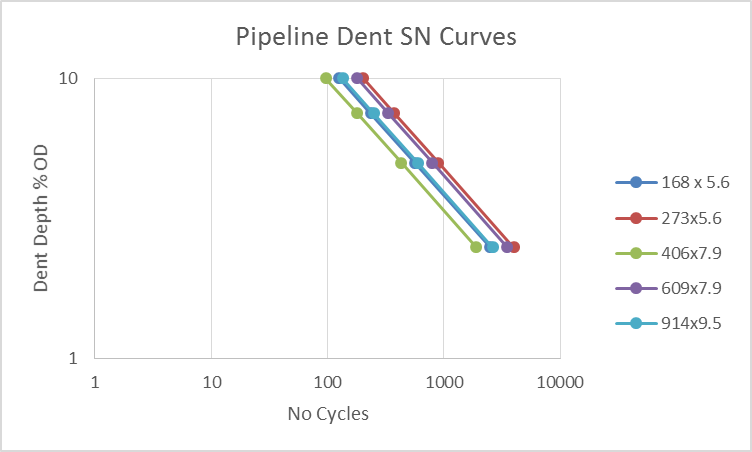 Pipeline Dent SN Curves
10
1
Dent Depth % OD
1 10 100 1000 10000
No Cycles
168 x 5.6
273x5.6
406x7.9
609x7.9
914x9.5